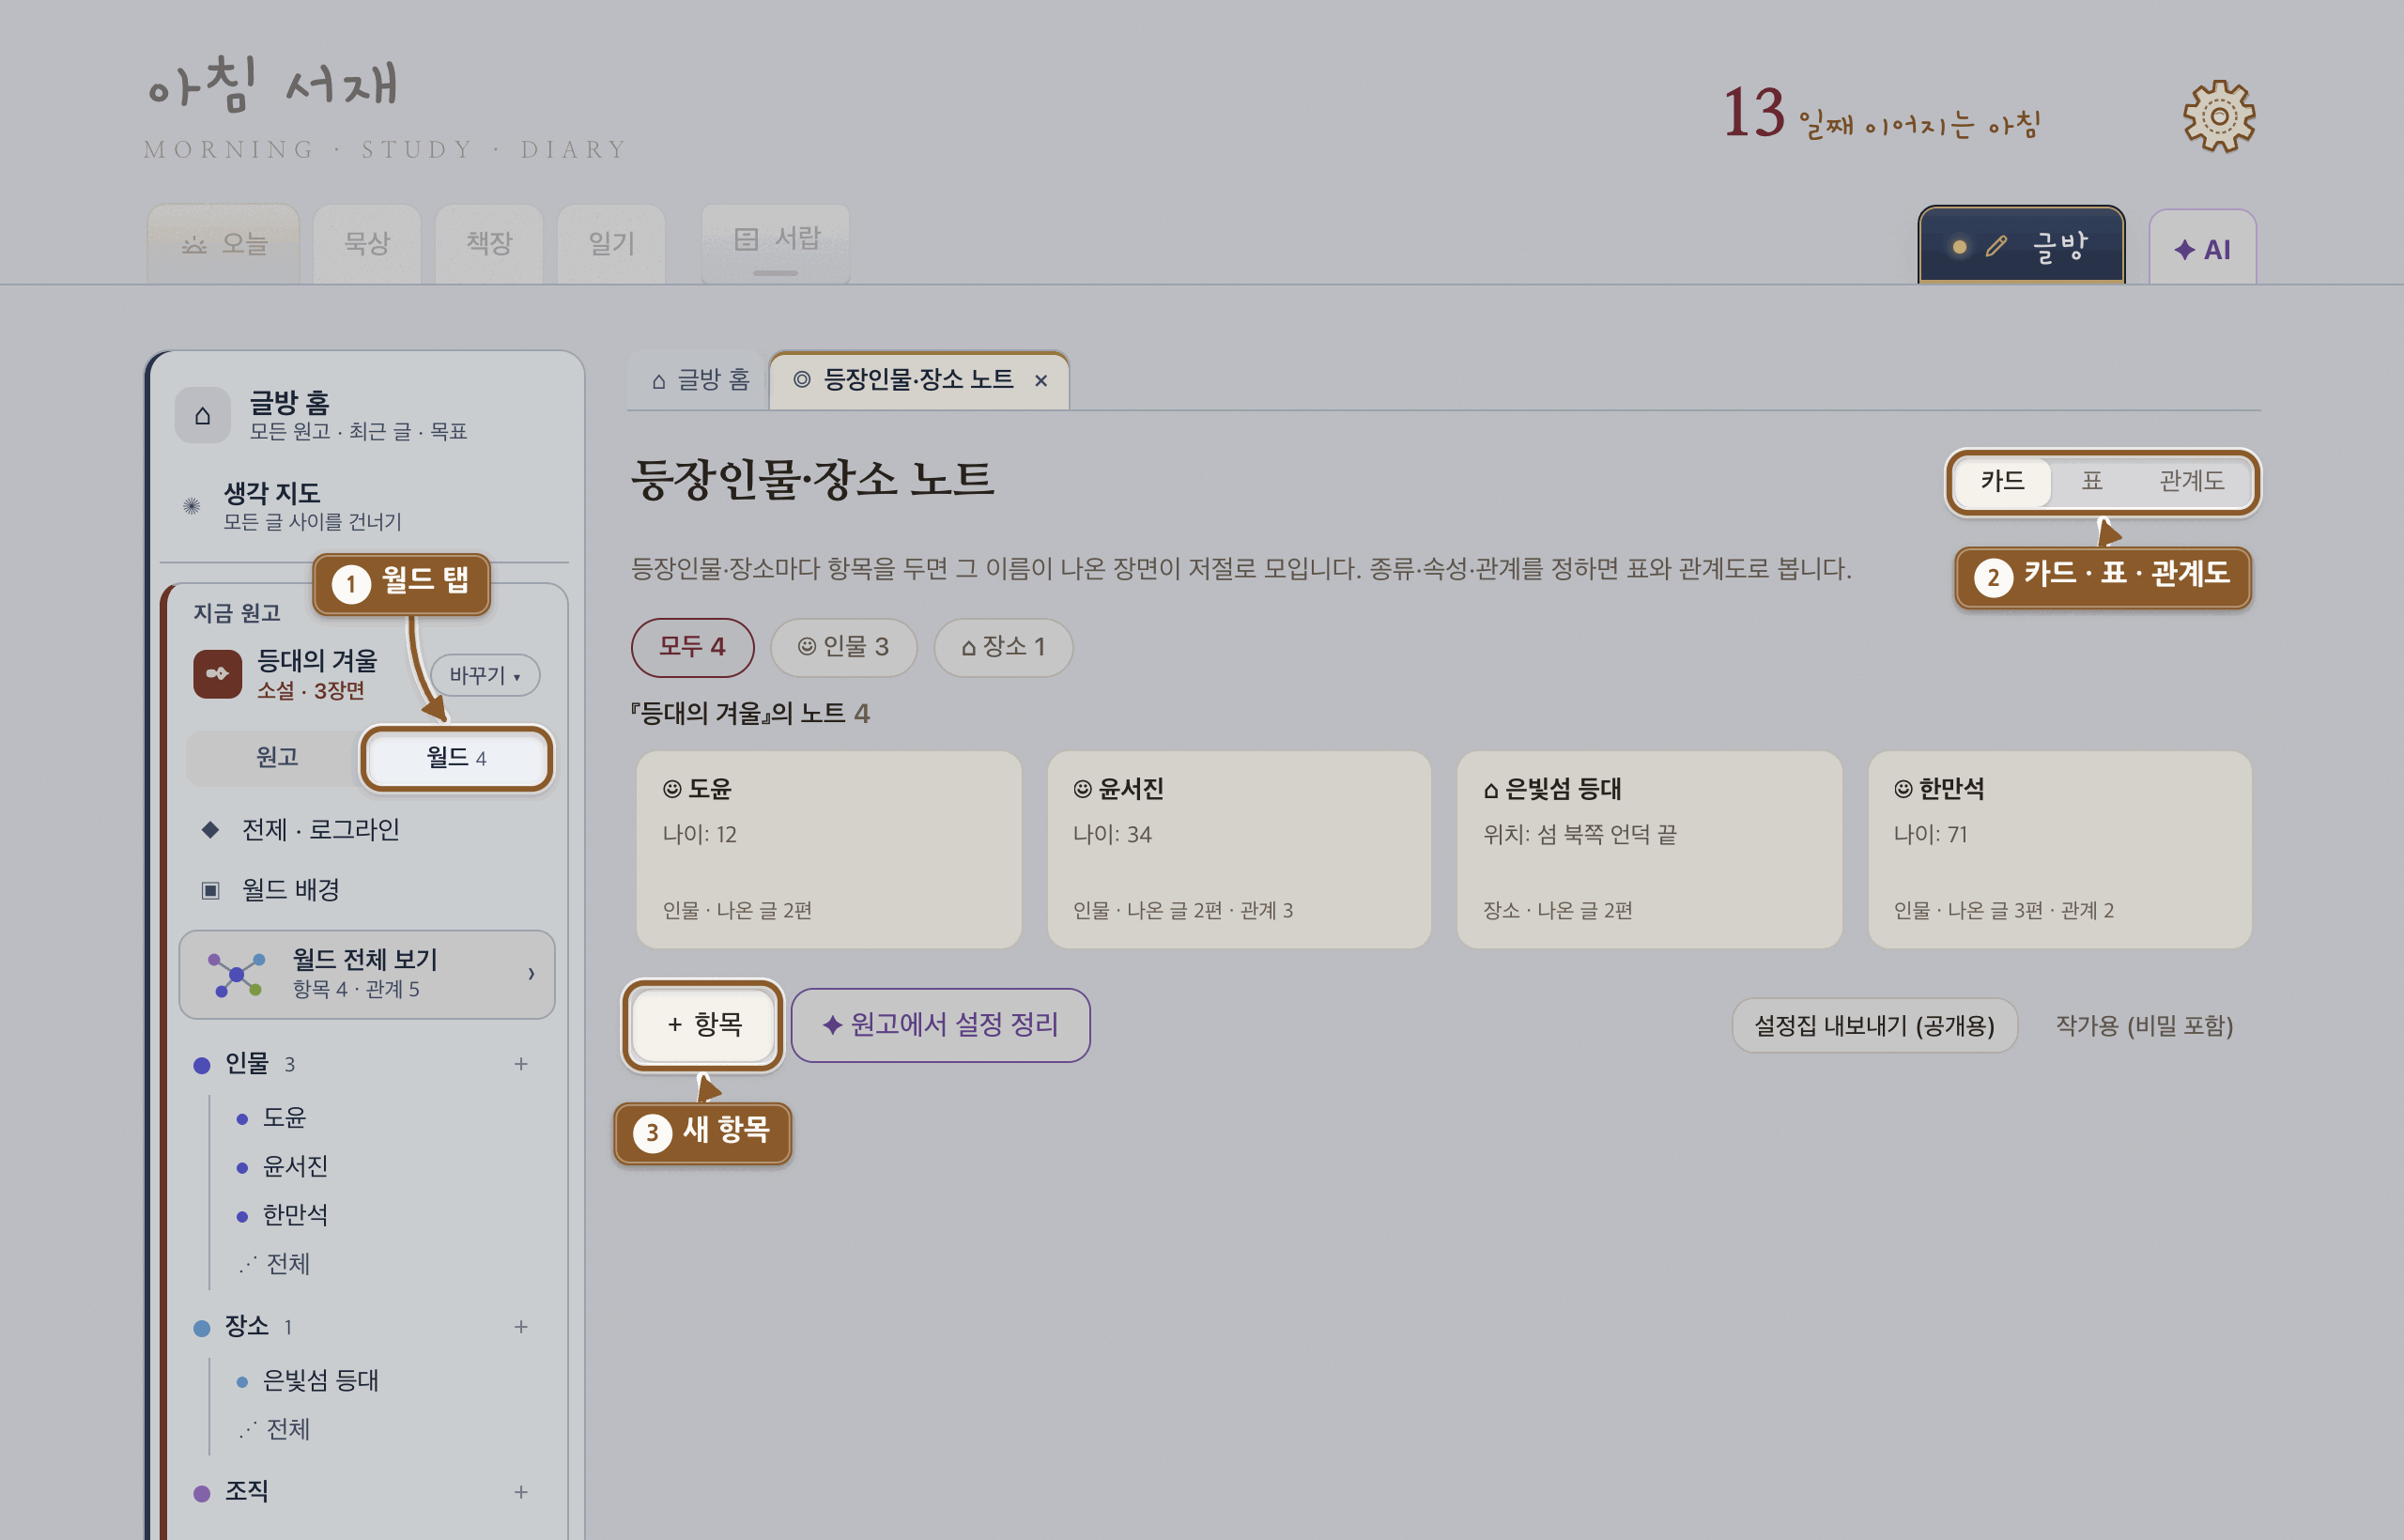 아침 서재
MORNING · STUDY · DIARY
13 일째 이어지는 아침
오늘
묵상
책장
일기
서랍
글방
AI
글방 홈
모든 원고 · 최근 글 · 목표
생각 지도
모든 글 사이를 건너기
1 월드 탭
지금 원고
등대의 겨울
소설 · 3장면
바꾸기
원고
월드 4
전제 · 로그라인
월드 배경
월드 전체 보기
항목 4 · 관계 5
인물 3 +
도윤
윤서진
한만석
전체
장소 1 +
은빛섬 등대
전체
조직 +
글방 홈
등장인물·장소 노트 ×
등장인물·장소 노트
카드 표 관계도
2 카드 · 표 · 관계도
등장인물·장소마다 항목을 두면 그 이름이 나온 장면이 저절로 모입니다. 종류·속성·관계를 정하면 표와 관계도로 봅니다.
모두 4
인물 3
장소 1
『등대의 겨울』의 노트 4
도윤
나이: 12
인물 · 나온 글 2편
윤서진
나이: 34
인물 · 나온 글 2편 · 관계 3
은빛섬 등대
위치: 섬 북쪽 언덕 끝
장소 · 나온 글 2편
한만석
나이: 71
인물 · 나온 글 3편 · 관계 2
+ 항목
원고에서 설정 정리
설정집 내보내기 (공개용)
작가용 (비밀 포함)
3 새 항목